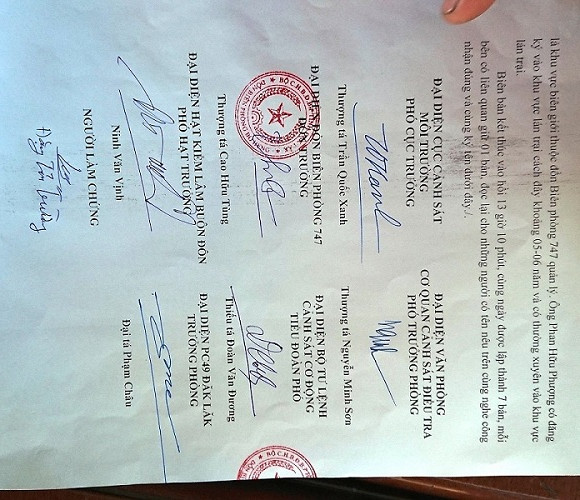 là khu vực biên giới thuộc đồn Biên phòng 747 quản lý. Ông Phan Hữu Phượng có đăng
ký vào khu vực lán trại cách đây khoảng 05-06 năm và có thường xuyên vào khu vực
lán trại.
Biên bản kết thúc vào hồi 13 giờ 10 phút, cùng ngày được lập thành 7 bản, mỗi
bên có liên quan giữ 01 bản, đọc lại cho những người có tên nêu trên cùng nghe công
nhận đúng và cùng ký tên dưới đây./.
ĐẠI DIỆN CỤC CẢNH SÁT
MÔI TRƯỜNG
PHÓ CỤC TRƯỞNG
Thượng tá Trần Quốc Xanh
ĐẠI DIỆN VĂN PHÒNG
CƠ QUAN CẢNH SÁT ĐIỀU TRA
PHÓ TRƯỞNG PHÒNG
Thượng tá Nguyễn Minh Sơn
ĐẠI DIỆN ĐỒN BIÊN PHÒNG 747
ĐỒN TRƯỞNG
Thượng tá Cao Hồn Tùng
ĐẠI DIỆN BỘ TƯ LỆNH
CẢNH SÁT CƠ ĐỘNG
TIỂU ĐOÀN PHÓ
Thiếu tá Đoàn Văn Dương
ĐẠI DIỆN HẠT KIỂM LÂM BUÔN ĐÔN
PHÓ HẠT TRƯỞNG
Ninh Văn Vịnh
ĐẠI DIỆN PC49 ĐĂK LĂK
TRƯỞNG PHÒNG
Đại tá Phạm Châu
NGƯỜI LÀM CHỨNG